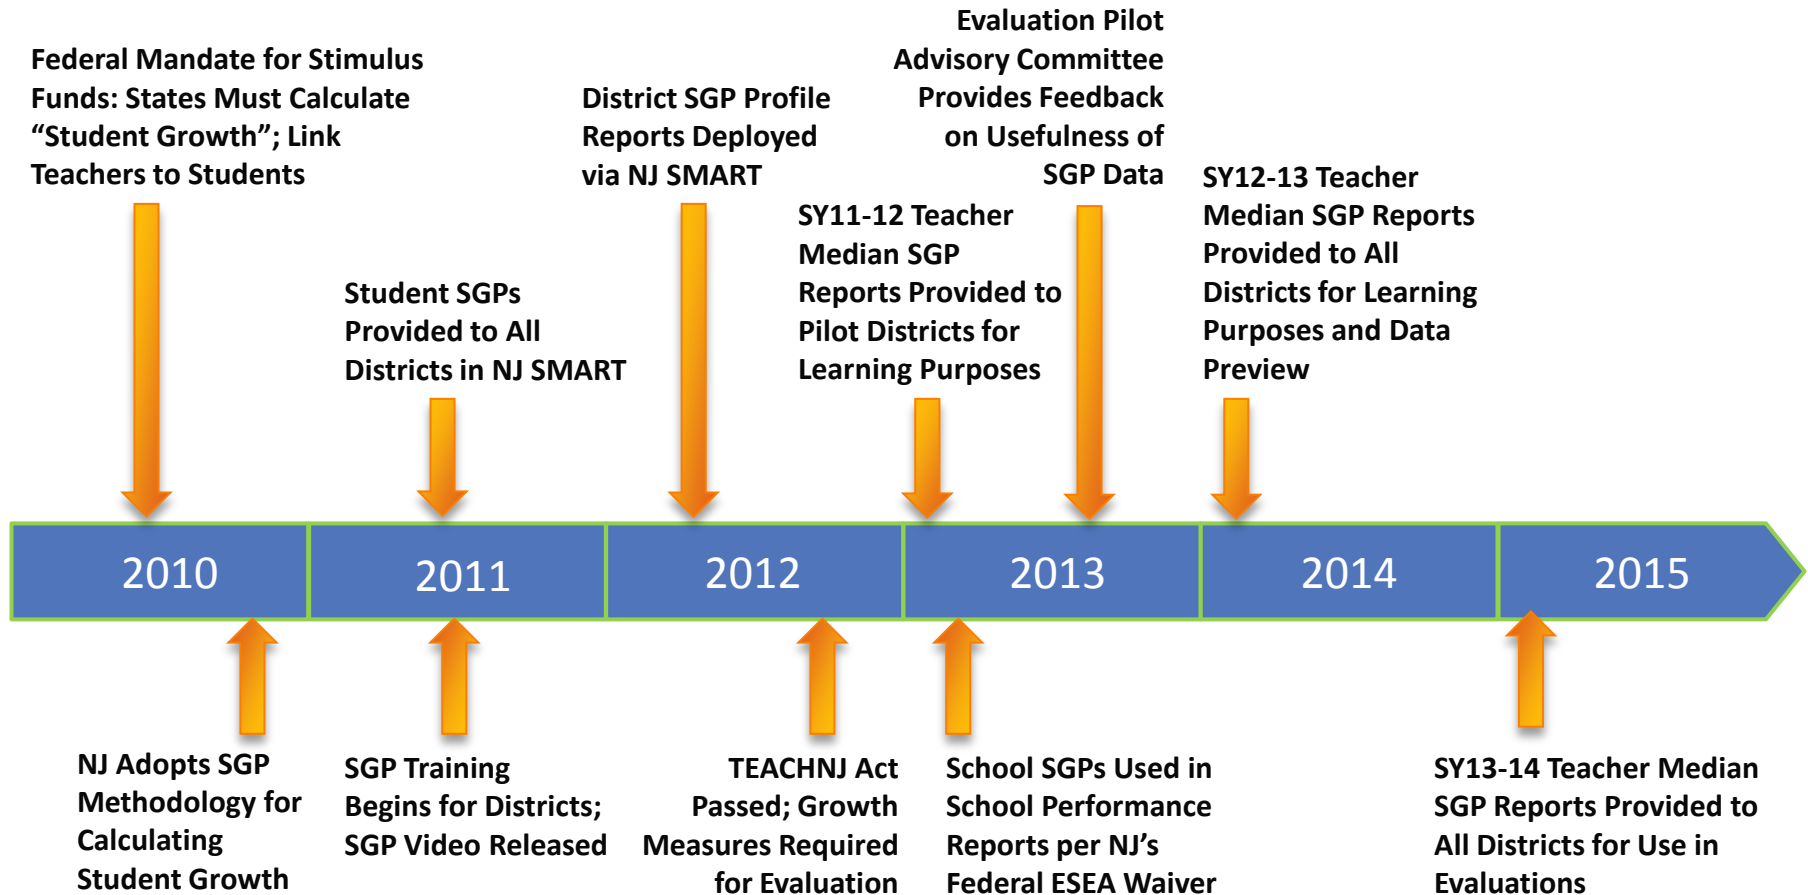 Federal Mandate for Stimulus
Funds: States Must Calculate
“Student Growth”; Link
Teachers to Students
Student SGPs
Provided to All
Districts in NJ SMART
District SGP Profile
Reports Deployed
via NJ SMART
SY11-12 Teacher
Median SGP
Reports Provided to
Pilot Districts for
Learning Purposes
Evaluation Pilot
Advisory Committee
Provides Feedback
on Usefulness of
SGP Data
SY12-13 Teacher
Median SGP Reports
Provided to All
Districts for Learning
Purposes and Data
Preview
2010
2011
2012
2013
2014
2015
NJ Adopts SGP
Methodology for
Calculating
Student Growth
SGP Training
Begins for Districts;
SGP Video Released
TEACHNJ Act
Passed; Growth
Measures Required
for Evaluation
School SGPs Used in
School Performance
Reports per NJ’s
Federal ESEA Waiver
SY13-14 Teacher Median
SGP Reports Provided to
All Districts for Use in
Evaluations